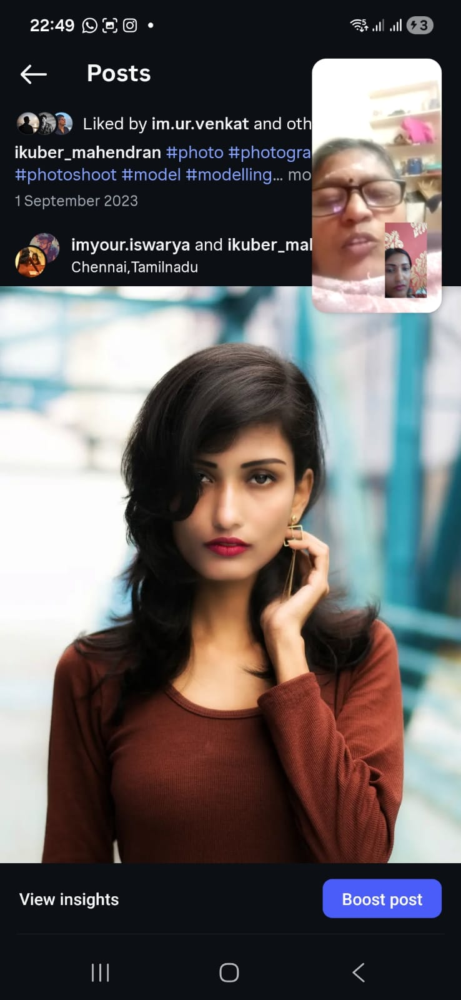 22:49
3
Posts
Liked by im.ur.venkat and oth
ikuber_mahendran #photo #photogra
#photoshoot #model #modelling... mo
1 September 2023
imyour.iswarya and ikuber_mal
Chennai,Tamilnadu
View insights
Boost post